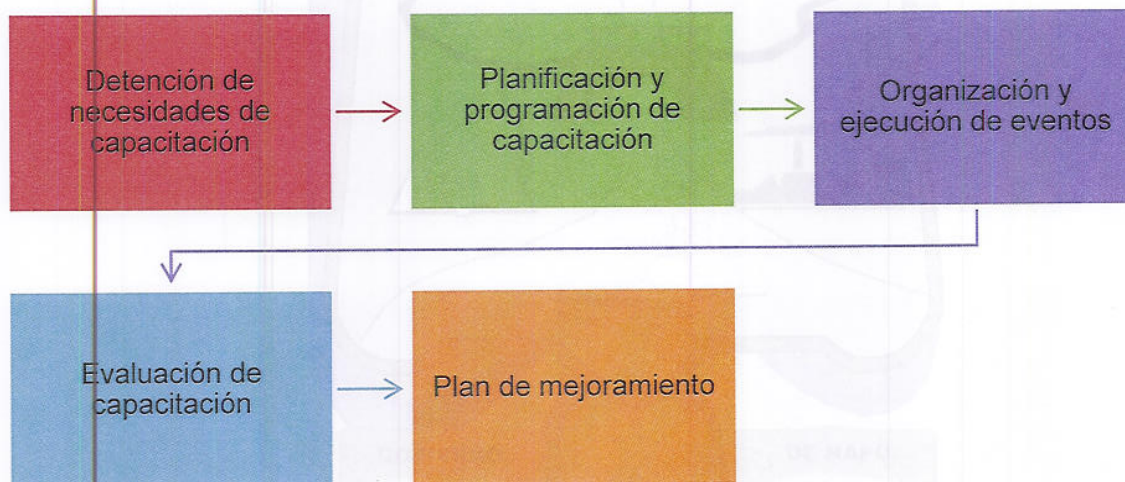 Detención de
necesidades de
capacitación
Planificación y
programación de
capacitación
Organización y
ejecución de eventos
Evaluación de
capacitación
Plan de mejoramiento